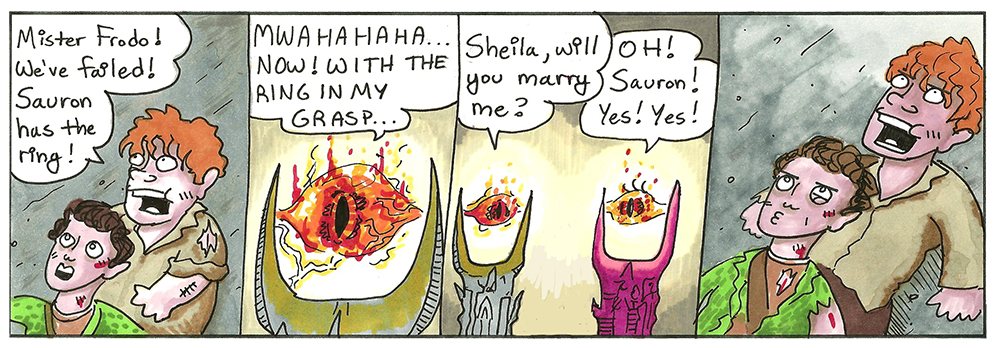 Mister Frodo!
We've failed!
Sauron
has the
ring!
MWAHAHAHA...
NOW! WITH THE
RING IN MY
GRASP...
Sheila, will
you marry
me?
OH!
Sauron!
Yes! Yes!